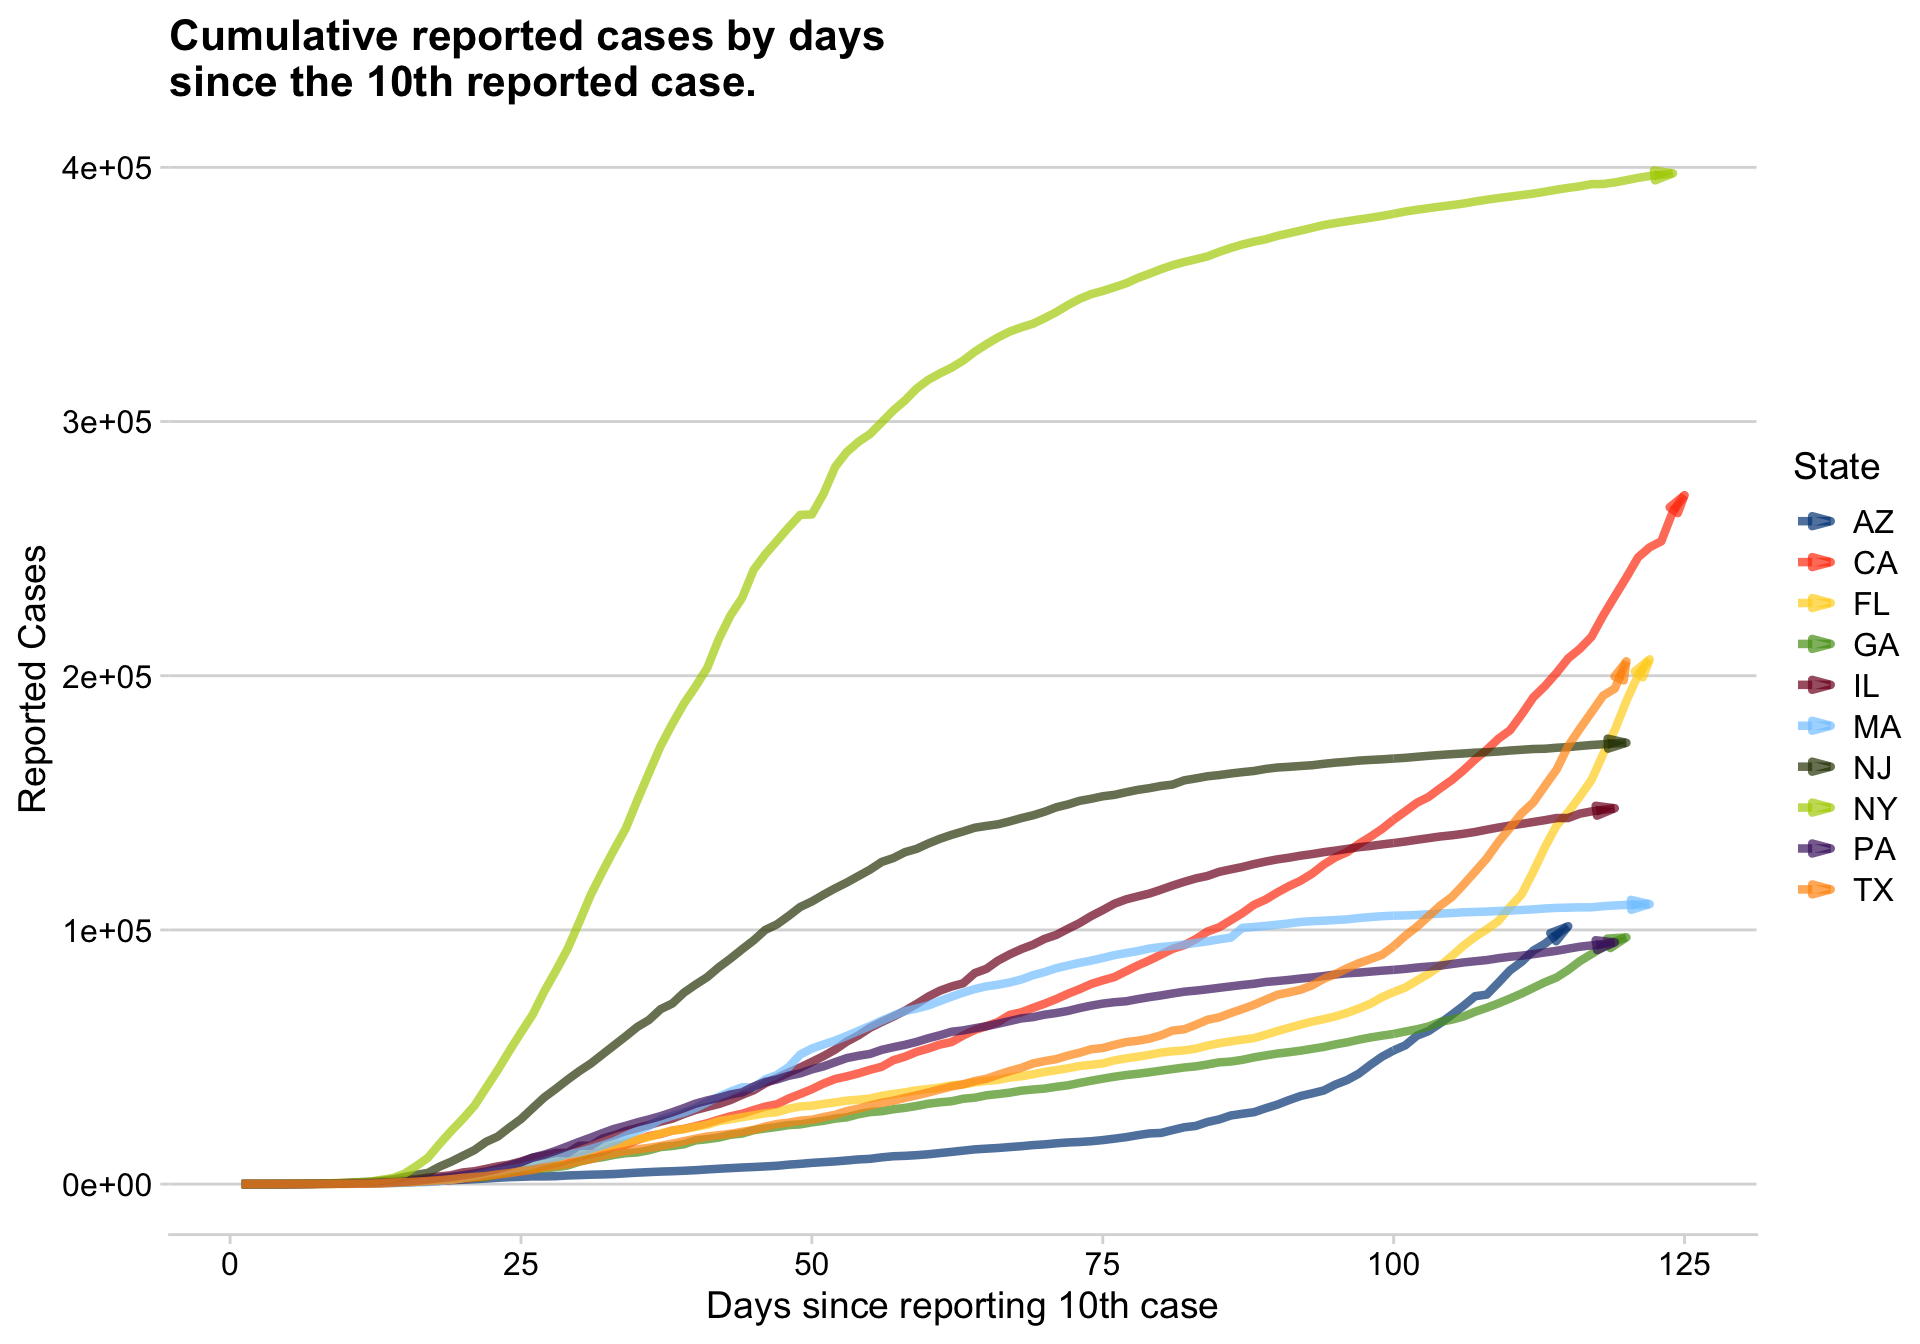 Cumulative reported cases by days
since the 10th reported case.
4e+05
3e+05
2e+05
1e+05
0e+00
Reported Cases
0 25 50 75 100 125
Days since reporting 10th case
State
AZ
CA
FL
GA
IL
MA
NJ
NY
PA
TX